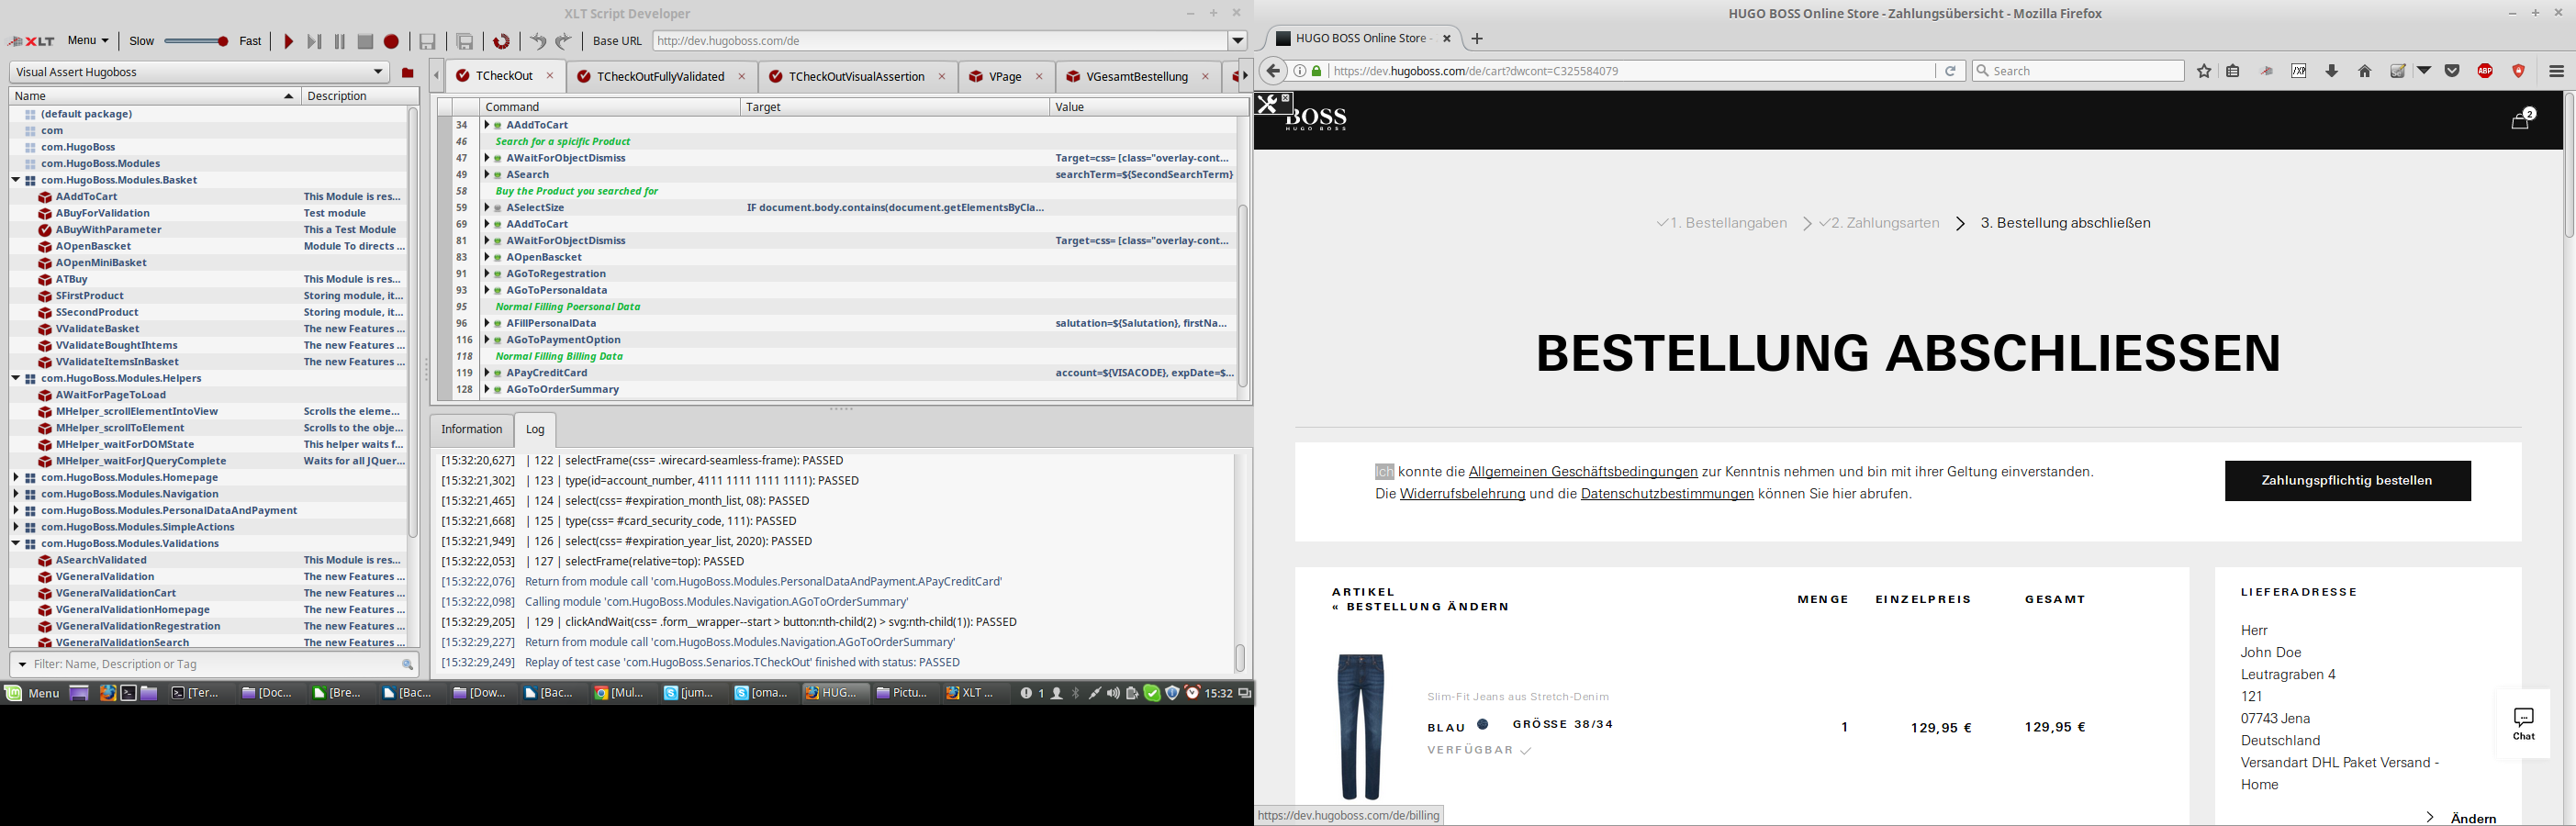 XLT Script Developer
XLT Menu Slow Fast Base URL http://dev.hugoboss.com/de
Visual Assert Hugoboss
Name Description
(default package)
com
com.HugoBoss
com.HugoBoss.Modules
com.HugoBoss.Modules.Basket
AAddToCart This Module is res...
ABuyForValidation Test module
ABuyWithParameter This a Test Module
AOpenBascket Module To directs ...
AOpenMiniBasket
ATBuy This Module is res...
SFirstProduct Storing module, it...
SSecondProduct Storing module, it...
VValidateBasket The new Features ...
VValidateBoughtIhtems The new Features ...
VValidateItemsInBasket The new Features ...
com.HugoBoss.Modules.Helpers
AWaitForPageToLoad
MHelper_scrollElementIntoView Scrolls the eleme...
MHelper_scrollToElement Scrolls to the obje...
MHelper_waitForDOMState This helper waits f...
MHelper_waitForJQueryComplete Waits for all JQuer...
com.HugoBoss.Modules.Homepage
com.HugoBoss.Modules.Navigation
com.HugoBoss.Modules.PersonalDataAndPayment
com.HugoBoss.Modules.SimpleActions
com.HugoBoss.Modules.Validations
ASearchValidated This Module is res...
VGeneralValidation The new Features ...
VGeneralValidationCart The new Features ...
VGeneralValidationHomepage The new Features ...
VGeneralValidationRegestration The new Features ...
VGeneralValidationSearch The new Features ...
Filter: Name, Description or Tag
TCheckOut TCheckOutFullyValidated TCheckOutVisualAssertion VPage VGesamtBestellung
Command Target Value
34 AAddToCart
46 Search for a spicific Product
47 AWaitForObjectDismiss Target=css= [class="overlay-cont...
49 ASearch searchTerm=${SecondSearchTerm}
58 Buy the Product you searched for
59 ASelectSize IF document.body.contains(document.getElementsByCla...
69 AAddToCart
81 AWaitForObjectDismiss Target=css= [class="overlay-cont...
83 AOpenBascket
91 AGoToRegestration
93 AGoToPersonaldata
95 Normal Filling Poersonal Data
96 AFillPersonalData salutation=${Salutation}, firstNa...
116 AGoToPaymentOption
118 Normal Filling Billing Data
119 APayCreditCard account=${VISACODE}, expDate=$...
128 AGoToOrderSummary
Information Log
[15:32:20,627] | 122 | selectFrame(css= .wirecard-seamless-frame): PASSED
[15:32:21,302] | 123 | type(id=account_number, 4111 1111 1111 1111): PASSED
[15:32:21,465] | 124 | select(css= #expiration_month_list, 08): PASSED
[15:32:21,668] | 125 | type(css= #card_security_code, 111): PASSED
[15:32:21,949] | 126 | select(css= #expiration_year_list, 2020): PASSED
[15:32:22,053] | 127 | selectFrame(relative=top): PASSED
[15:32:22,076] Return from module call 'com.HugoBoss.Modules.PersonalDataAndPayment.APayCreditCard'
[15:32:22,098] Calling module 'com.HugoBoss.Modules.Navigation.AGoToOrderSummary'
[15:32:29,205] | 129 | clickAndWait(css= .form__wrapper--start > button:nth-child(2) > svg:nth-child(1)): PASSED
[15:32:29,227] Return from module call 'com.HugoBoss.Modules.Navigation.AGoToOrderSummary'
[15:32:29,249] Replay of test case 'com.HugoBoss.Senarios.TCheckOut' finished with status: PASSED
Menu [Ter... [Doc... [Bre... [Bac... [Dow... [Bac... [Mul... [jum... [oma... HUG... Pictu... XLT ... 1 15:32
HUGO BOSS Online Store - Zahlungsübersicht - Mozilla Firefox
HUGO BOSS Online Store -
https://dev.hugoboss.com/de/cart?dwcont=C325584079 Search ABP
BOSS
HUGO BOSS
2
1. Bestellangaben 2. Zahlungsarten 3. Bestellung abschließen
BESTELLUNG ABSCHLIESSEN
Ich konnte die Allgemeinen Geschäftsbedingungen zur Kenntnis nehmen und bin mit ihrer Geltung einverstanden.
Die Widerrufsbelehrung und die Datenschutzbestimmungen können Sie hier abrufen.
Zahlungspflichtig bestellen
ARTIKEL
« BESTELLUNG ÄNDERN
MENGE EINZELPREIS GESAMT
Slim-Fit Jeans aus Stretch-Denim
BLAU GRÖSSE 38/34
VERFÜGBAR
1 129,95 € 129,95 €
LIEFERADRESSE
Herr
John Doe
Leutragraben 4
121
07743 Jena
Deutschland
Versandart DHL Paket Versand -
Home
Ändern
Chat
https://dev.hugoboss.com/de/billing